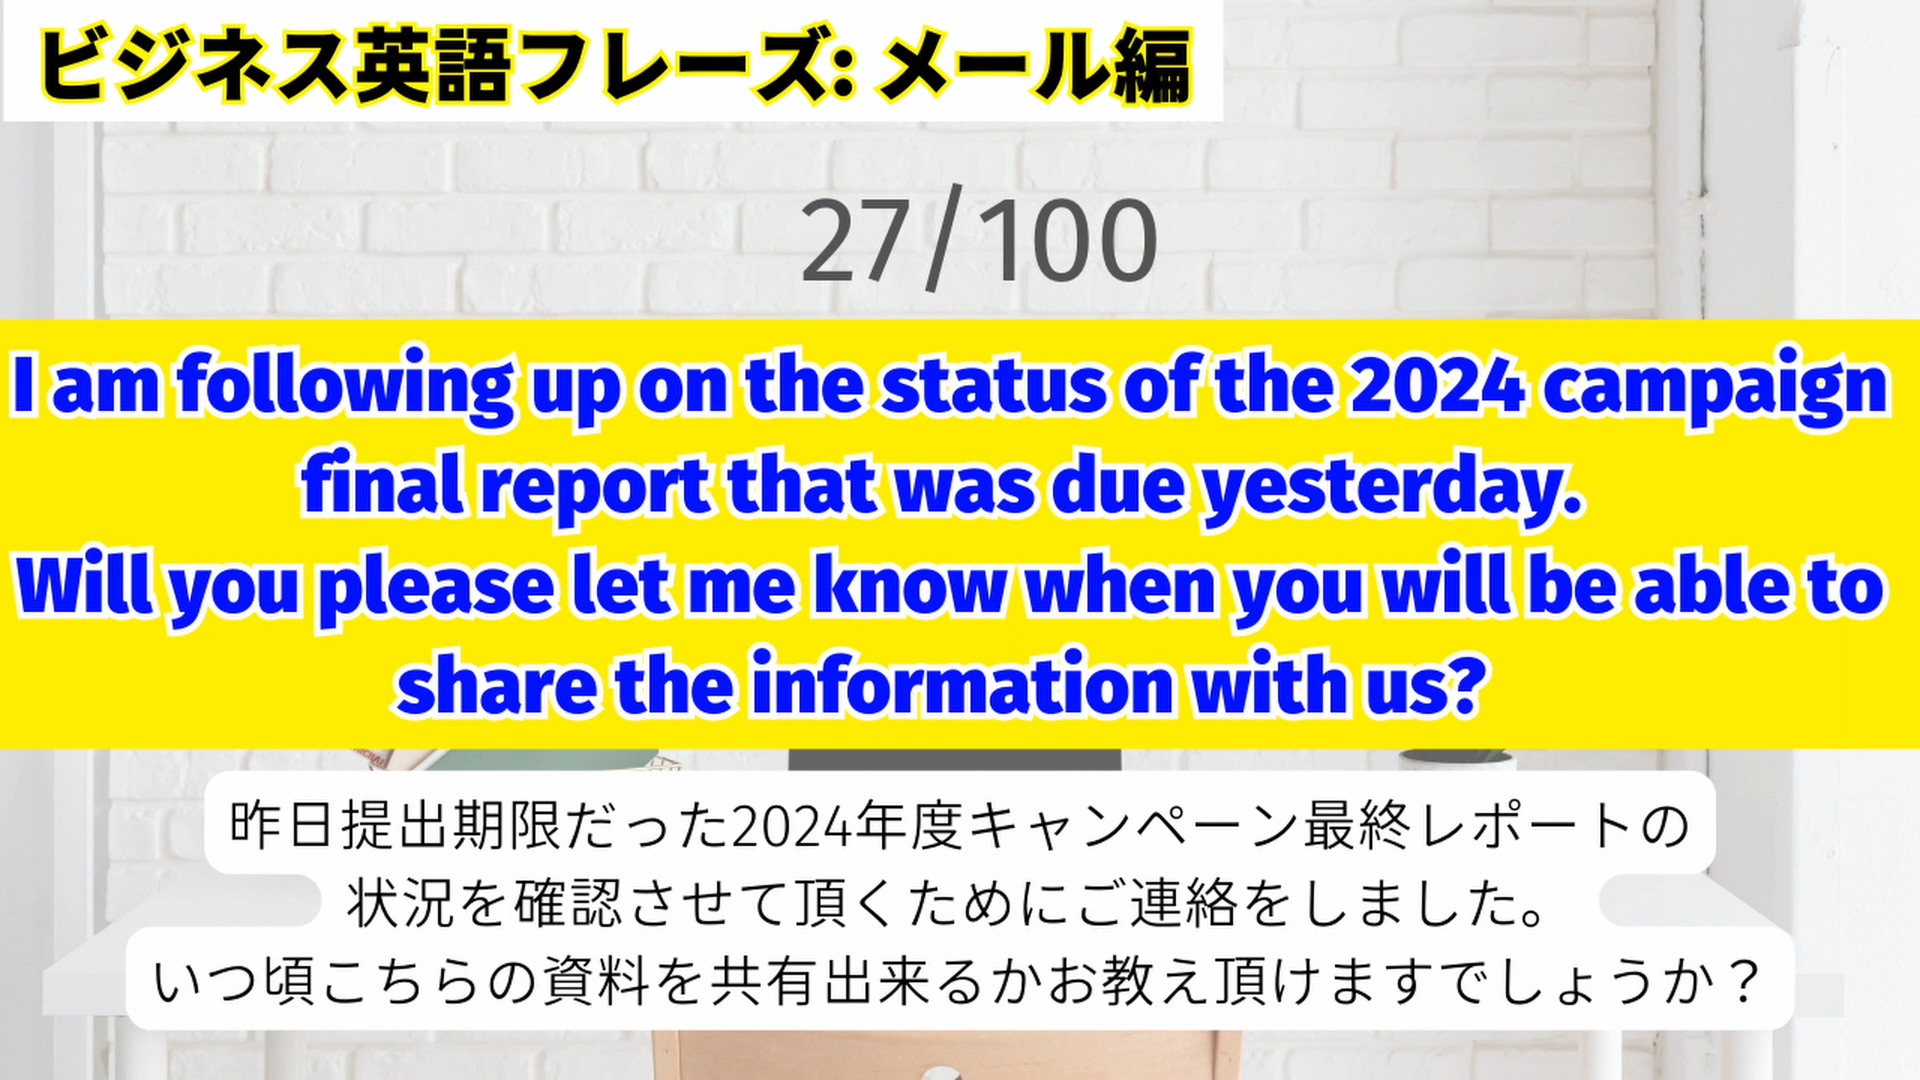 ビジネス英語フレーズ: メール編
27/100
I am following up on the status of the 2024 campaign
final report that was due yesterday.
Will you please let me know when you will be able to
share the information with us?
昨日提出期限だった2024年度キャンペーン最終レポートの
状況を確認させて頂くためにご連絡をしました。
いつ頃こちらの資料を共有出来るかお教え頂けますでしょうか？